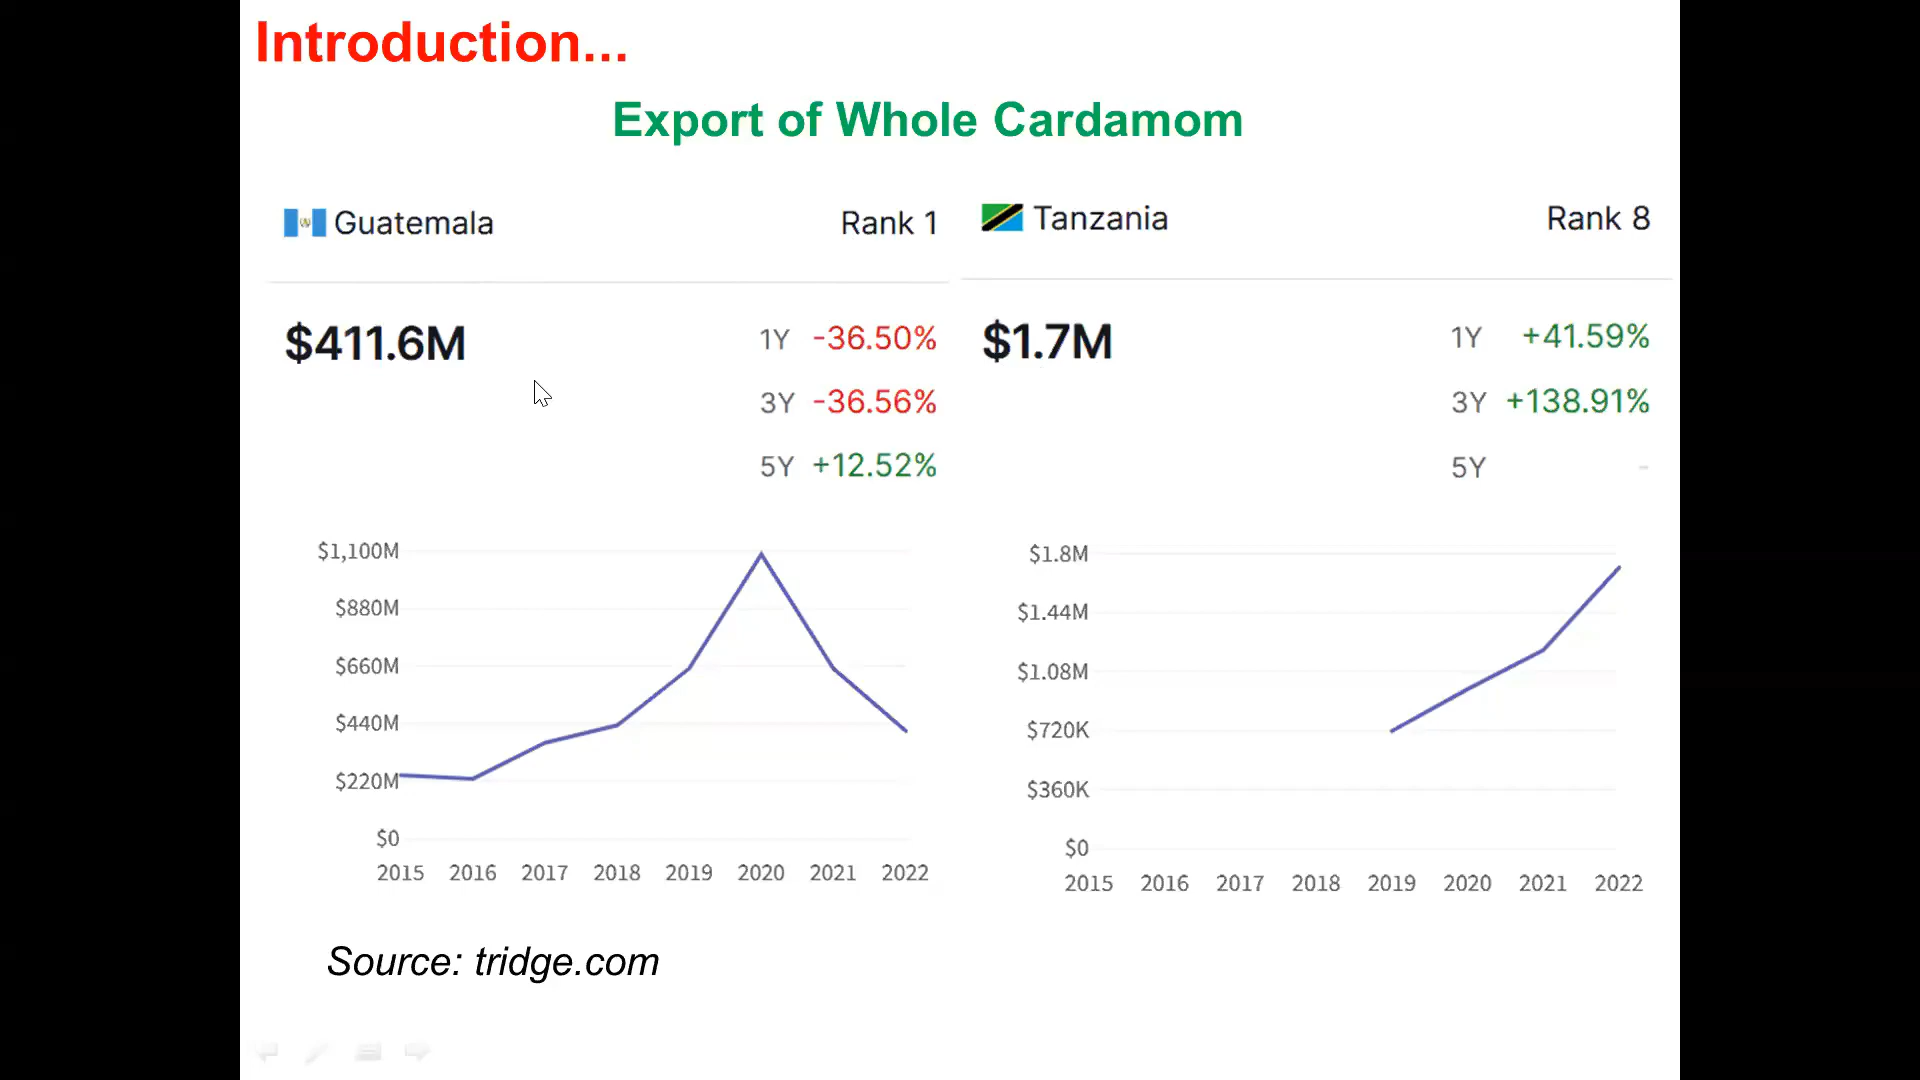 Introduction...
Export of Whole Cardamom
Guatemala Rank 1
$411.6M
1Y -36.50%
3Y -36.56%
5Y +12.52%
$1,100M
$880M
$660M
$440M
$220M
$0
2015 2016 2017 2018 2019 2020 2021 2022
Tanzania Rank 8
$1.7M
1Y +41.59%
3Y +138.91%
5Y -
$1.8M
$1.44M
$1.08M
$720K
$360K
$0
2015 2016 2017 2018 2019 2020 2021 2022
Source: tridge.com